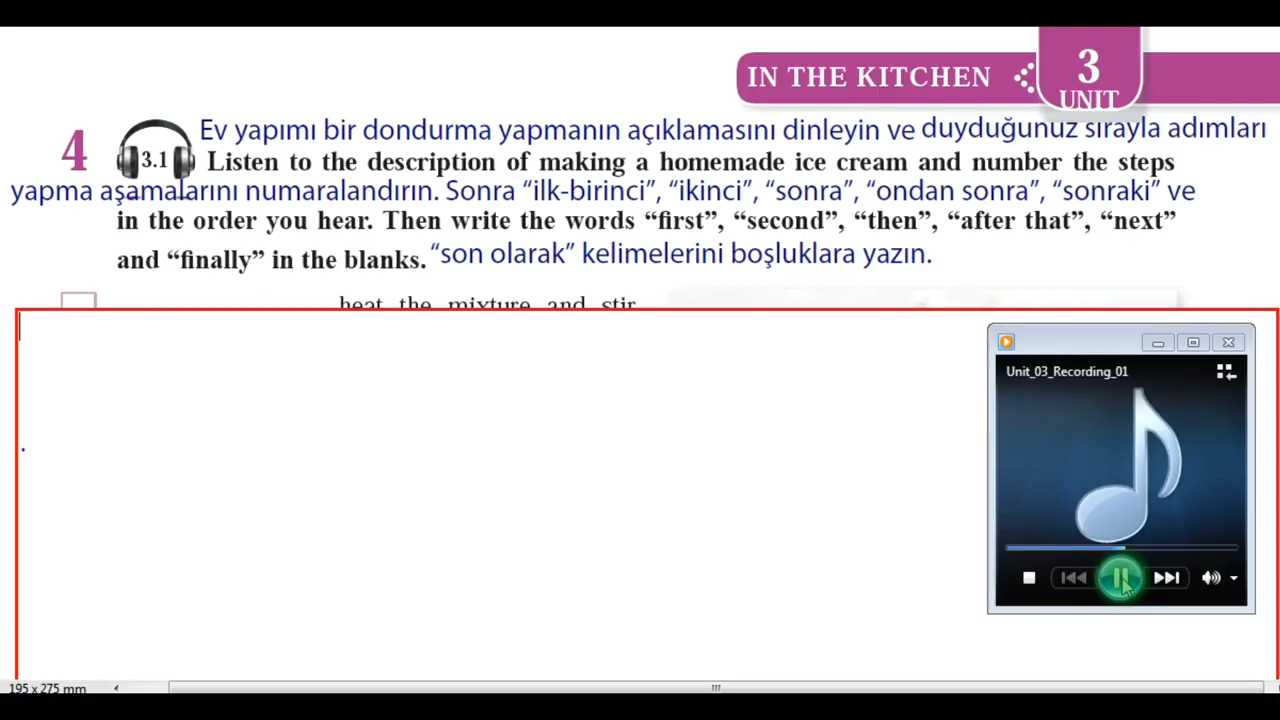 IN THE KITCHEN
3
UNIT
Ev yapımı bir dondurma yapmanın açıklamasını dinleyin ve duyduğunuz sırayla adımları
4 3.1 Listen to the description of making a homemade ice cream and number the steps
yapma aşamalarını numaralandırın. Sonra “ilk-birinci”, “ikinci”, “sonra”, “ondan sonra”, “sonraki” ve
in the order you hear. Then write the words “first”, “second”, “then”, “after that”, “next”
and “finally” in the blanks. “son olarak” kelimelerini boşluklara yazın.
heat the mixture and stir
Unit_03_Recording_01
195 x 275 mm